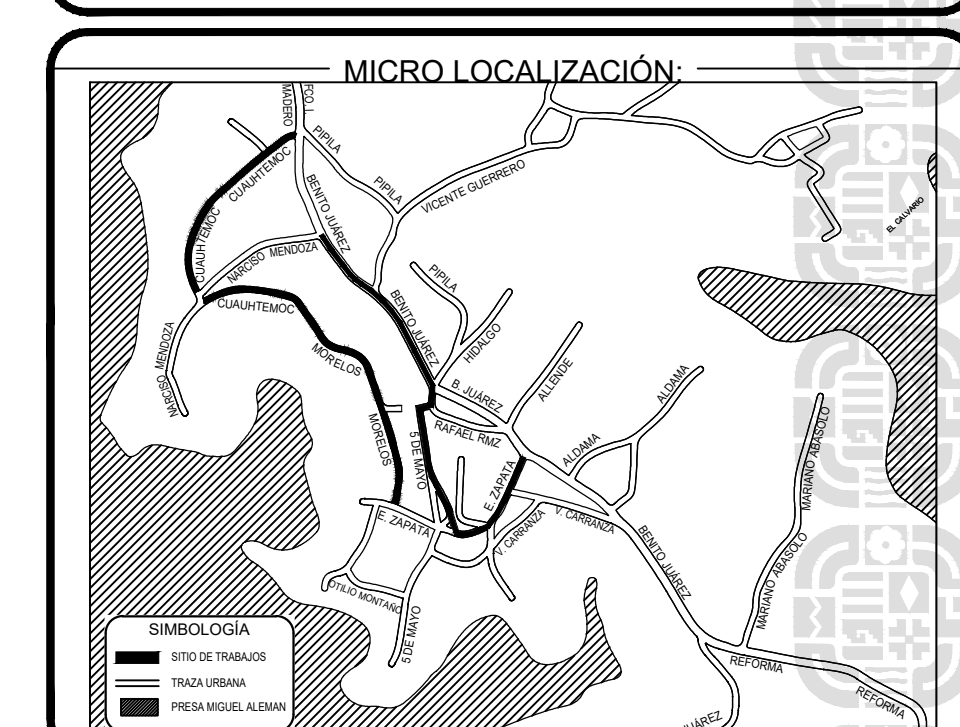 MICRO LOCALIZACIÓN:
FCO. I.
MADERO
PIPILA
CUAUHTEMOC
PIPILA
VICENTE GUERRERO
BENITO JUÁREZ
EL CALVARIO
CUAUHTEMOC
NARCISO MENDOZA
PIPILA
CUAUHTEMOC
BENITO JUÁREZ
HIDALGO
NARCISO MENDOZA
MORELOS
ALLENDE
ALDAMA
B. JUÁREZ
MORELOS
5 DE MAYO
RAFAEL RMZ
ALDAMA
MARIANO ABASOLO
E. ZAPATA
E. ZAPATA
V. CARRANZA
V. CARRANZA
BENITO JUÁREZ
MARIANO ABASOLO
OTILIO MONTAÑO
5 DE MAYO
REFORMA
REFORMA
JUÁREZ
SIMBOLOGÍA
SITIO DE TRABAJOS
TRAZA URBANA
PRESA MIGUEL ALEMAN